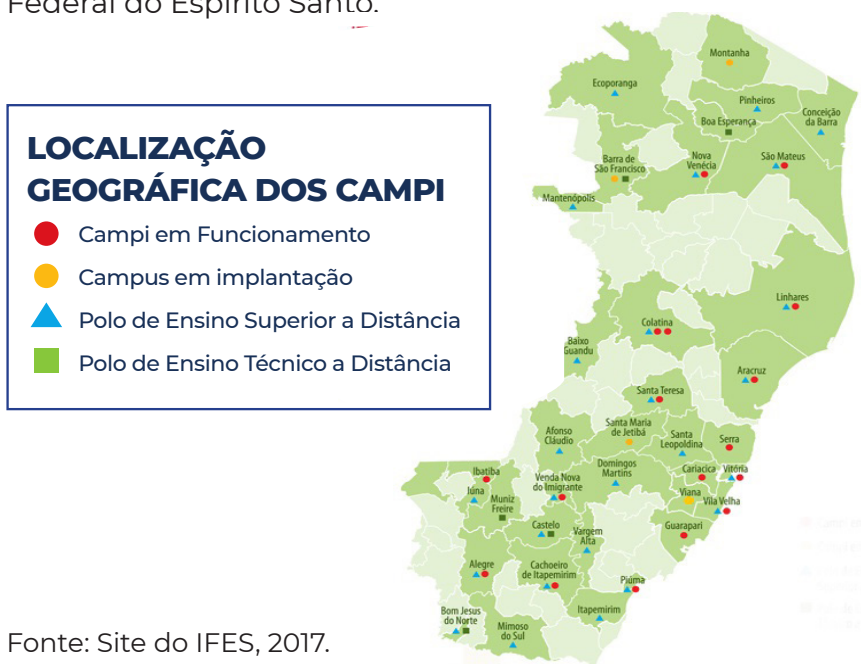 Federal do Espírito Santo.
LOCALIZAÇÃO
GEOGRÁFICA DOS CAMPI
Campi em Funcionamento
Campus em implantação
Polo de Ensino Superior a Distância
Polo de Ensino Técnico a Distância
Montanha
Ecoporanga
Pinheiros
Conceição
da Barra
Boa Esperança
Barra de
São Francisco
Nova
Venécia
São Mateus
Mantenópolis
Linhares
Colatina
Baixo
Guandu
Aracruz
Santa Teresa
Santa Maria
de Jetibá
Afonso
Cláudio
Santa
Leopoldina
Serra
Domingos
Martins
Cariacica
Vitória
Ibatiba
Venda Nova
do Imigrante
Iúna
Viana
Vila Velha
Muniz
Freire
Castelo
Vargem
Alta
Guarapari
Alegre
Cachoeiro
de Itapemirim
Piúma
Bom Jesus
do Norte
Itapemirim
Mimoso
do Sul
Fonte: Site do IFES, 2017.